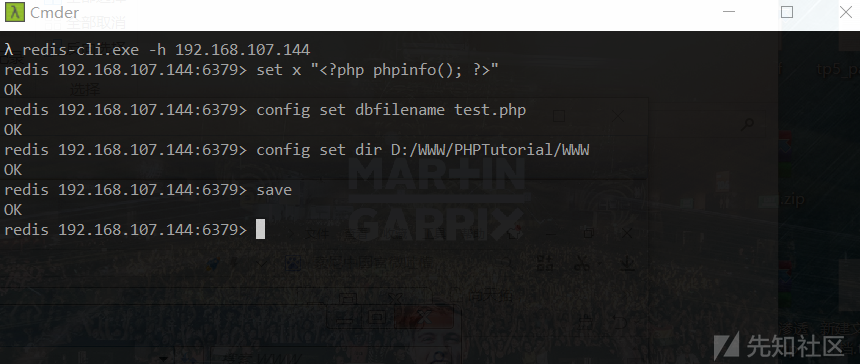 Cmder
λ redis-cli.exe -h 192.168.107.144
redis 192.168.107.144:6379> set x "<?php phpinfo(); ?>"
OK
redis 192.168.107.144:6379> config set dbfilename test.php
OK
redis 192.168.107.144:6379> config set dir D:/WWW/PHPTutorial/WWW
OK
redis 192.168.107.144:6379> save
OK
redis 192.168.107.144:6379>
MARTIN
GARRIX
.zip
先知社区